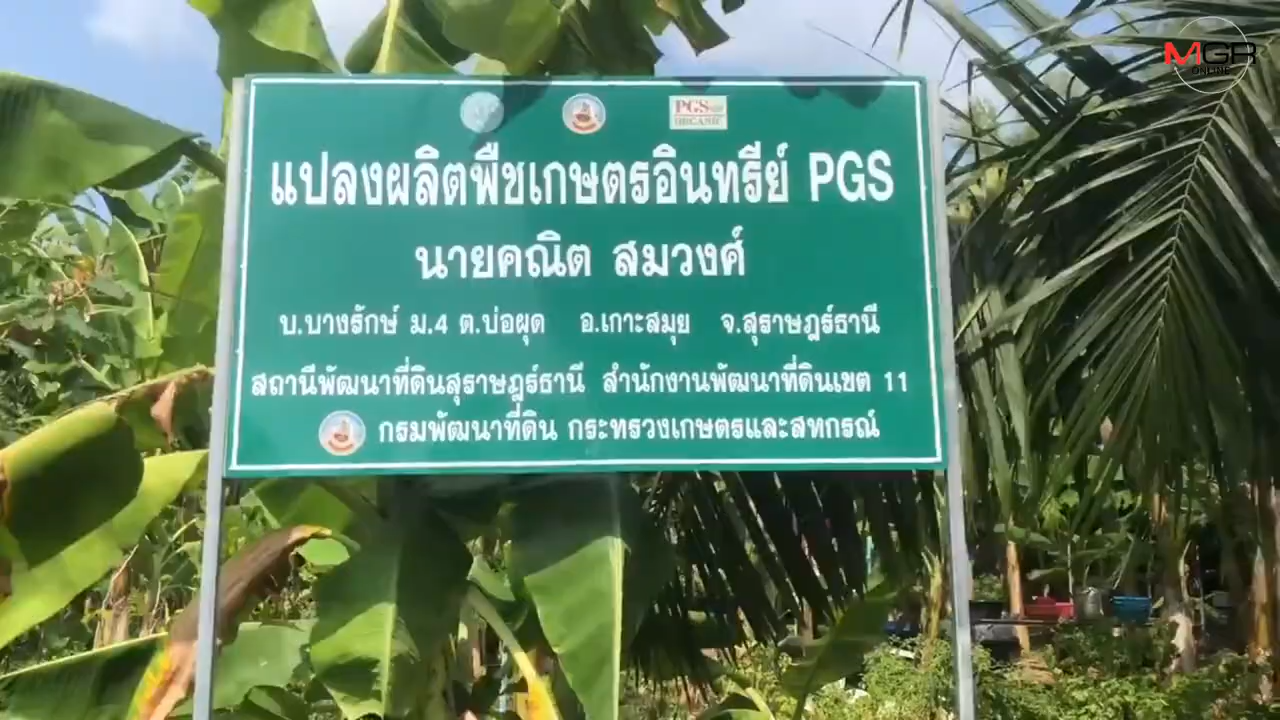 MGR
ONLINE
PGS
ORGANIC
แปลงผลิตพืชเกษตรอินทรีย์ PGS
นายคณิต สมวงศ์
บ.บางรักษ์ ม.4 ต.บ่อผุด อ.เกาะสมุย จ.สุราษฎร์ธานี
สถานีพัฒนาที่ดินสุราษฎร์ธานี สำนักงานพัฒนาที่ดินเขต 11
กรมพัฒนาที่ดิน กระทรวงเกษตรและสหกรณ์